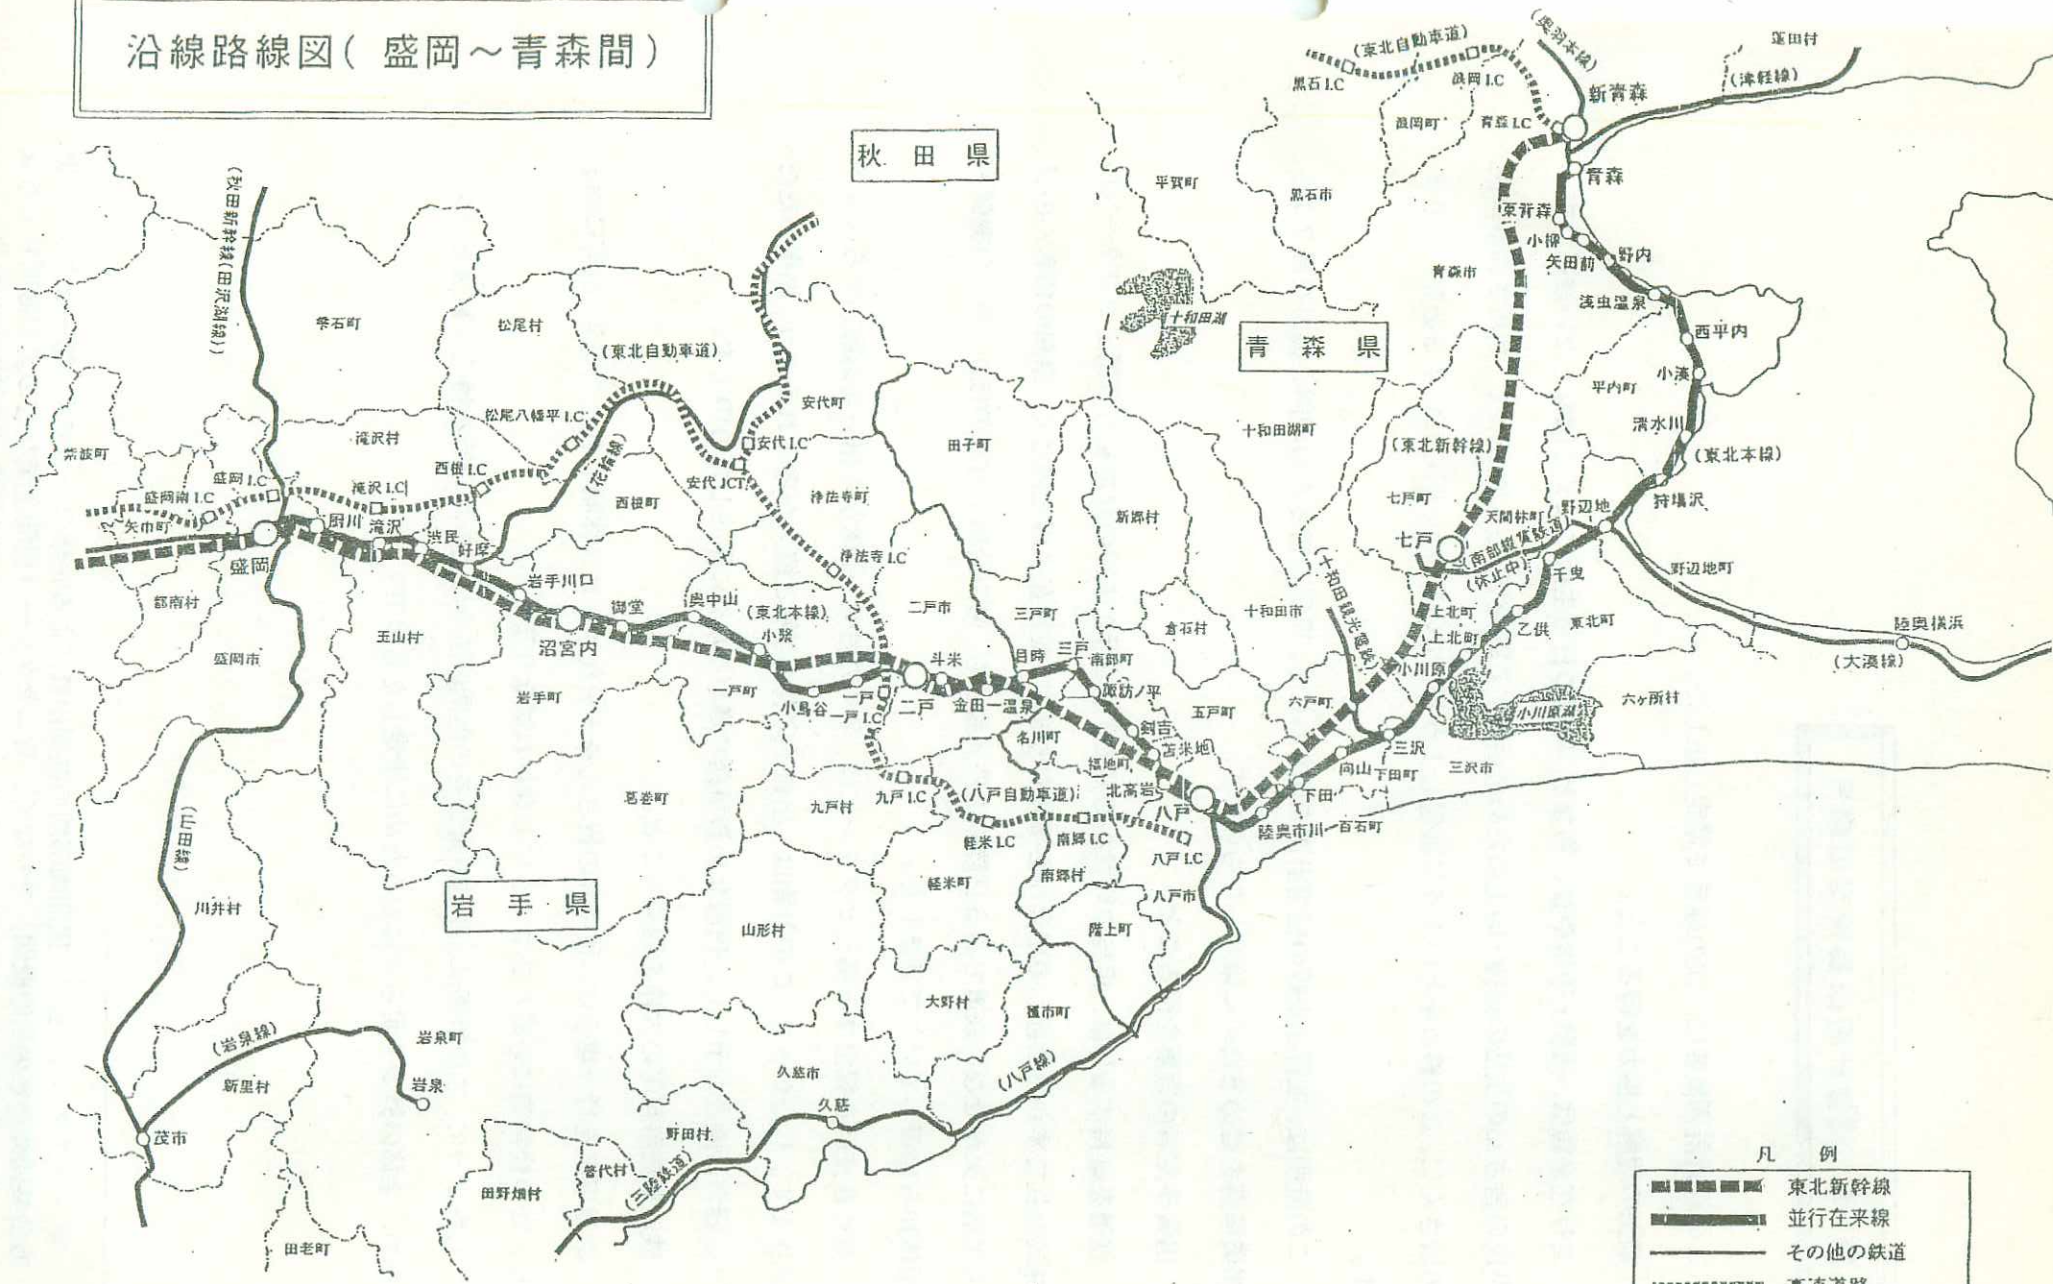 沿線路線図(盛岡～青森間)
秋田県
青森県
岩手県
(東北自動車道)
黒石I.C
浪岡I.C
浪岡町
青森I.C
(奥羽本線)
新青森
蓬田村
(津軽線)
青森
東青森
小柳
矢田前
野内
浅虫温泉
西平内
小湊
清水川
(東北本線)
狩場沢
野辺地
平賀町
黒石市
青森市
平内町
十和田湖
十和田湖町
(東北新幹線)
七戸町
天間林町
七戸
(南部縦貫鉄道)
(休止中)
千曳
乙供
東北町
野辺地町
陸奥横浜
(大湊線)
六ヶ所村
上北町
上北町
小川原
小川原湖
三沢
三沢市
向山
下田町
下田
陸奥市川
百石町
六戸町
五戸町
十和田市
(十和田観光電鉄)
倉石村
新郷村
田子町
三戸町
二戸市
(秋田新幹線(田沢湖線))
雫石町
松尾村
(東北自動車道)
安代町
松尾八幡平I.C
安代I.C
安代JCT
(花輪線)
西根町
西根I.C
滝沢村
滝沢I.C
盛岡I.C
盛岡南I.C
紫波町
矢巾町
盛岡
厨川
滝沢
渋民
好摩
岩手川口
沼宮内
御堂
奥中山
(東北本線)
小繋
小鳥谷
一戸
一戸I.C
一戸町
二戸
斗米
金田一温泉
目時
三戸
南部町
諏訪ノ平
剣吉
苫米地
北高岩
八戸
名川町
福地町
浄法寺町
浄法寺I.C
都南村
盛岡市
玉山村
岩手町
葛巻町
九戸村
九戸I.C
(八戸自動車道)
軽米I.C
南郷I.C
八戸I.C
八戸市
軽米町
南郷村
階上町
山形村
大野村
種市町
(八戸線)
久慈市
久慈
野田村
普代村
(三陸鉄道)
田野畑村
(山田線)
川井村
(岩泉線)
岩泉町
岩泉
新里村
茂市
田老町
凡例
東北新幹線
並行在来線
その他の鉄道
高速道路